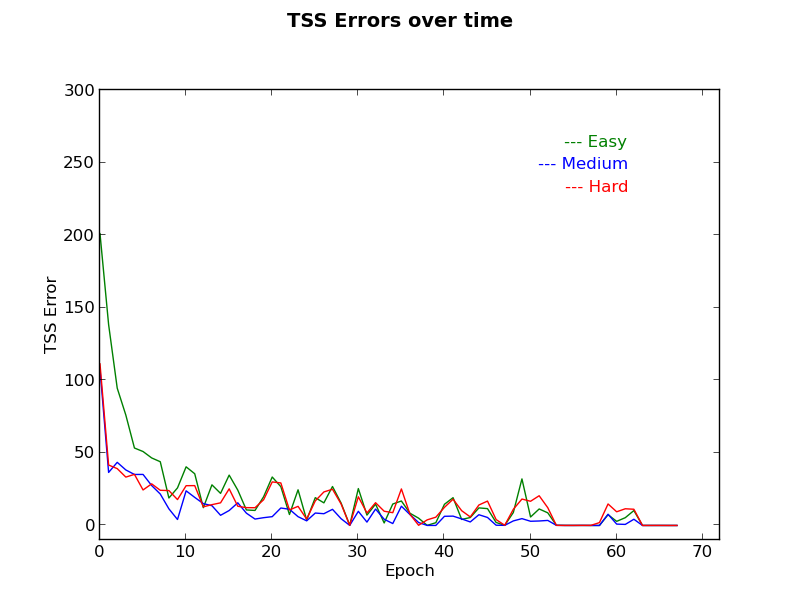 TSS Errors over time
300
250
200
150
100
50
0
TSS Error
--- Easy
--- Medium
--- Hard
0 10 20 30 40 50 60 70
Epoch